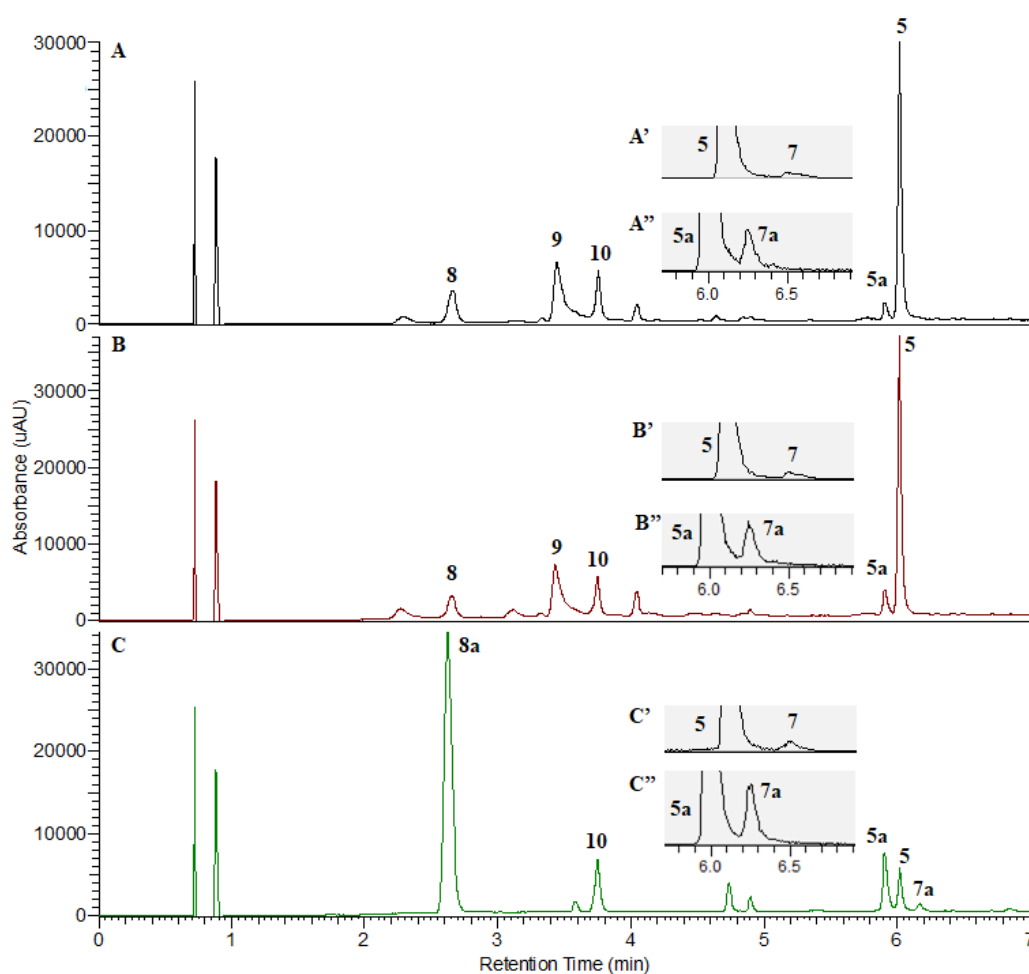 5
30000
A
A’ 5 7
20000
A’’ 5a 7a
10000
9
10
8
6.0 6.5
5a
0
B
5
30000
B’ 5 7
20000
B’’ 5a 7a
Absorbance (uAU)
10000
9
10
8
6.0 6.5
5a
0
C
8a
30000
C’ 5 7
20000
C’’ 5a 7a
10000
10
6.0 6.5
5a
5
7a
0
0 1 2 3 4 5 6 7
Retention Time (min)